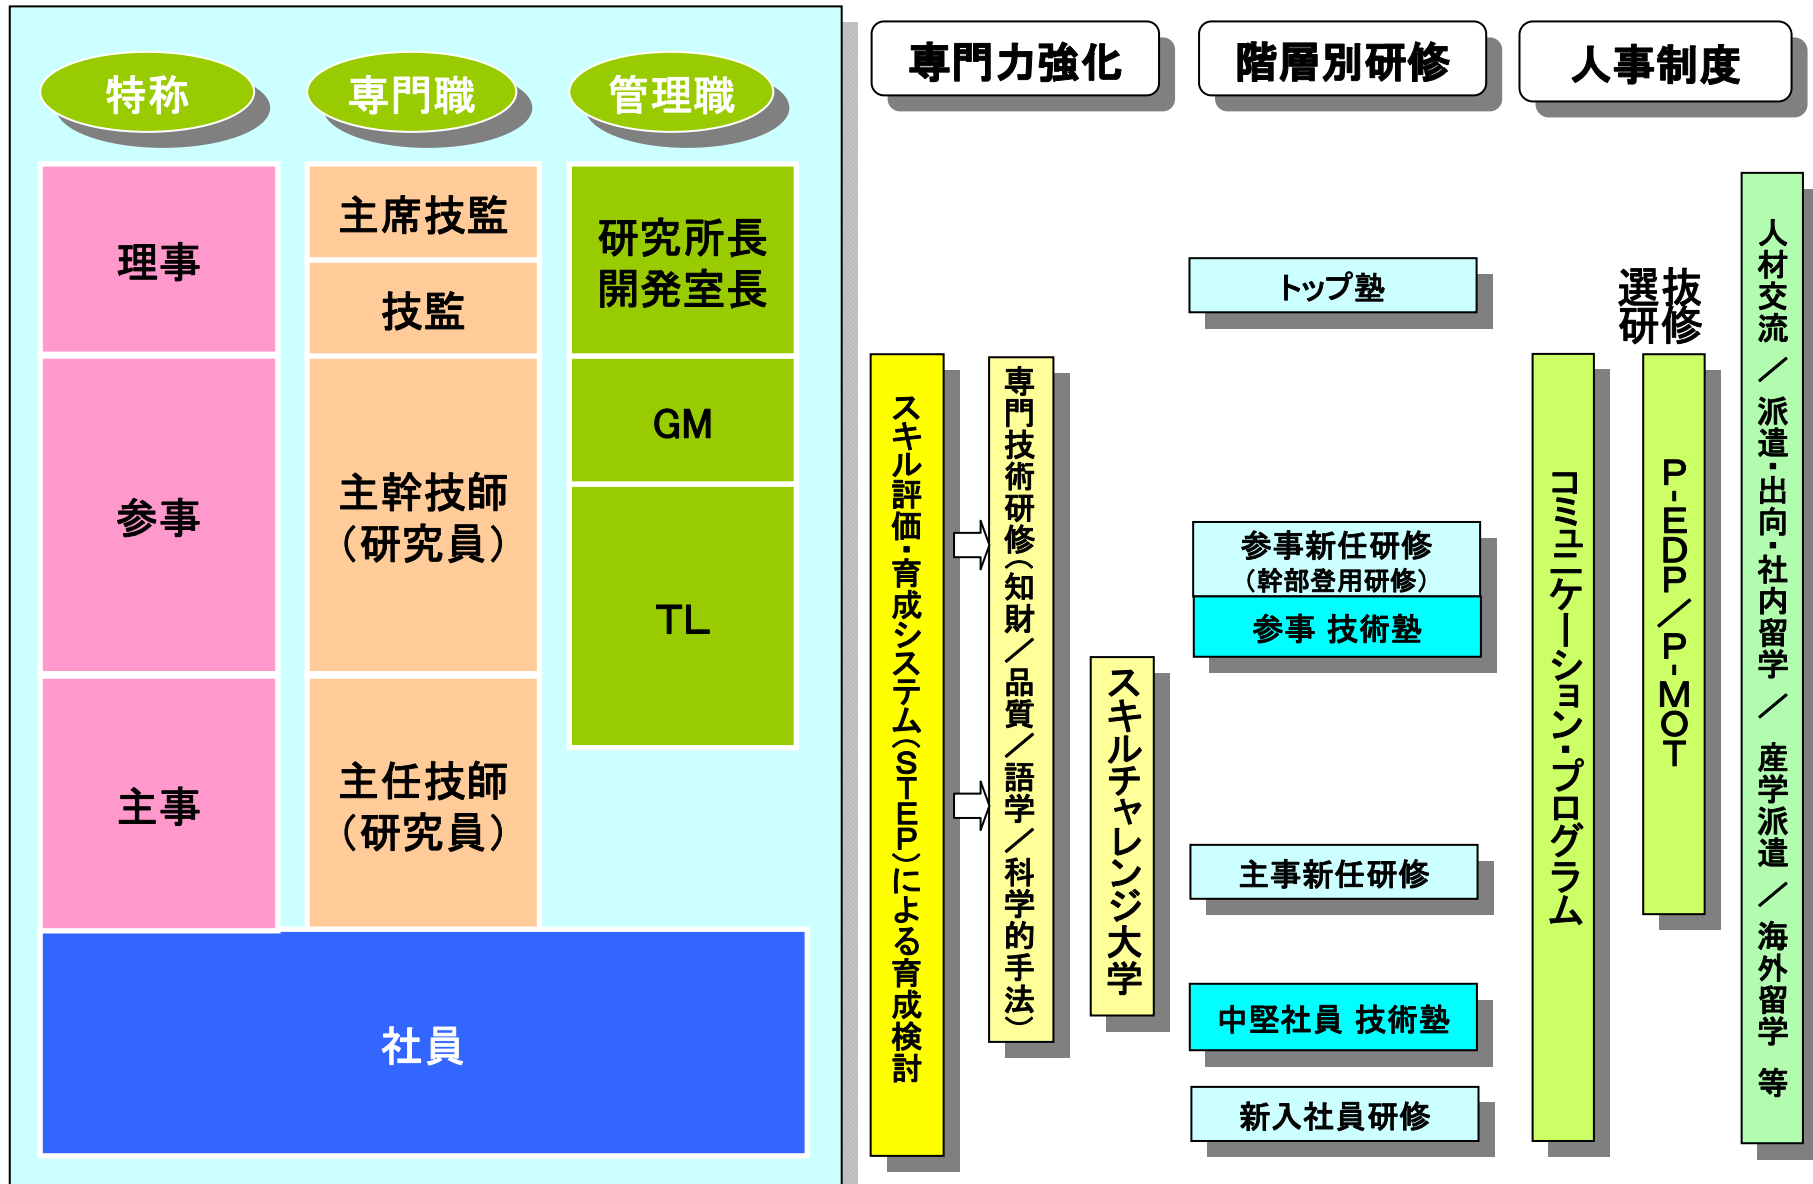 特称
専門職
管理職
専門力強化
階層別研修
人事制度
理事
主席技監
技監
研究所長
開発室長
参事
主幹技師
（研究員）
GM
TL
主事
主任技師
（研究員）
社員
スキル評価・育成システム（STEP）による育成検討
専門技術研修（知財／品質／語学／科学的手法）
スキルチャレンジ大学
トップ塾
参事新任研修
（幹部登用研修）
参事 技術塾
主事新任研修
中堅社員 技術塾
新入社員研修
コミュニケーション・プログラム
選抜
研修
P-EDP／P-MOT
人材交流／派遣・出向・社内留学／産学派遣／海外留学 等